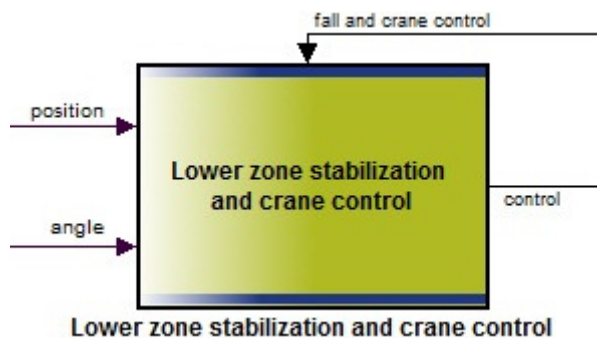 fall and crane control
position
Lower zone stabilization
and crane control
control
angle
Lower zone stabilization and crane control